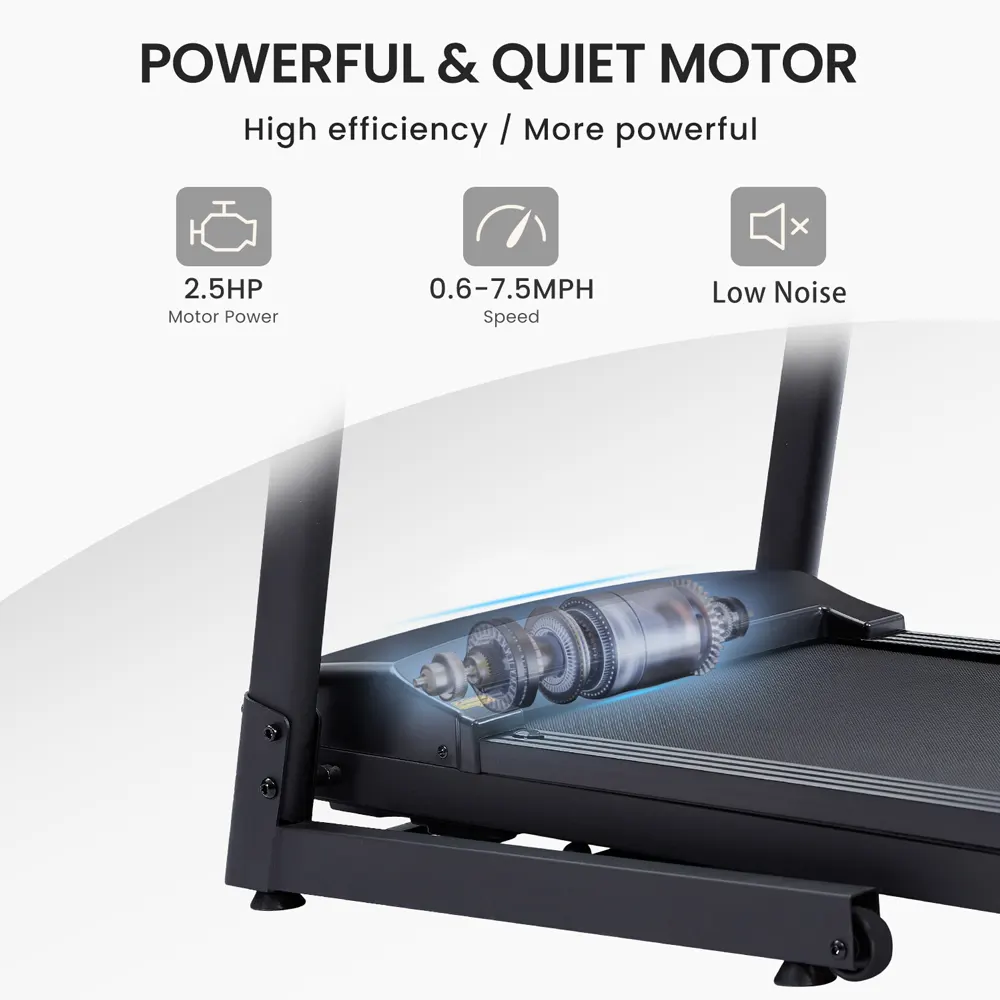 POWERFUL & QUIET MOTOR
High efficiency / More powerful
2.5HP
Motor Power
0.6-7.5MPH
Speed
Low Noise